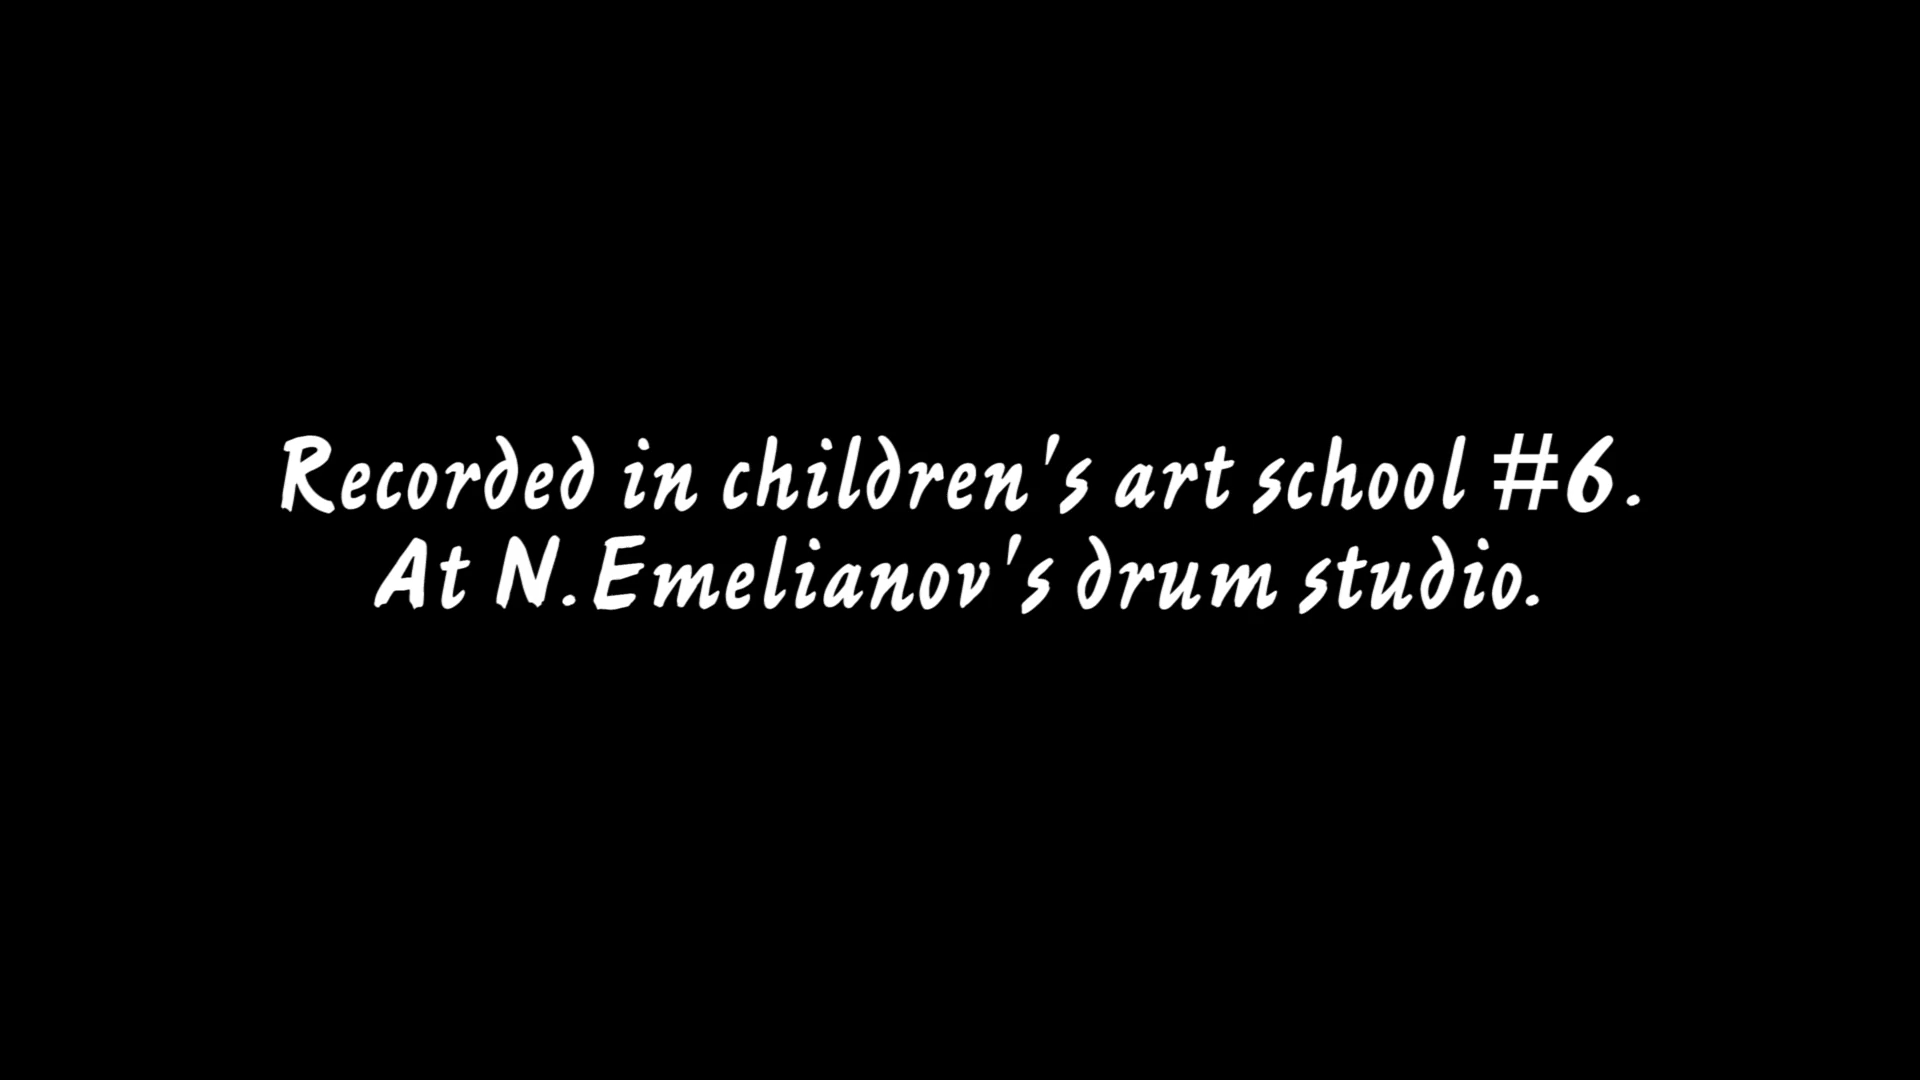 Recorded in children's art school #6.
At N.Emelianov's drum studio.